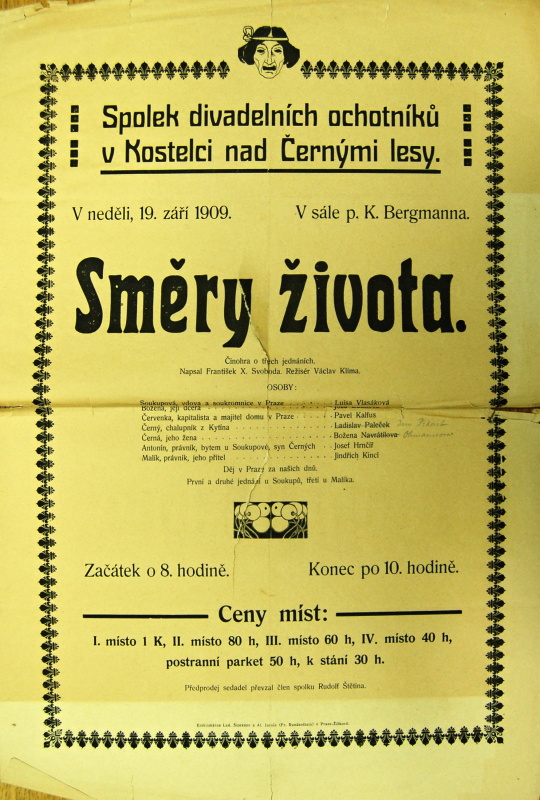 Spolek divadelních ochotníků
v Kostelci nad Černými lesy.
V neděli, 19. září 1909. V sále p. K. Bergmanna.
Směry života.
Činohra o třech jednáních.
Napsal František X. Svoboda. Režisér Václav Klíma.
OSOBY:
Soukupová, vdova a soukromnice v Praze . . . . . . Luisa Vlasáková
Božena, její dcera
Červenka, kapitalista a majitel domu v Praze . . . . Pavel Kalfus
Černý, chalupník z Kytína . . . . . . . . . . . . Ladislav Paleček
Černá, jeho žena . . . . . . . . . . . . . . Božena Navrátilova
Antonín, právník, bytem u Soukupové, syn Černých . . Josef Hrnčíř
Malík, právník, jeho přítel . . . . . . . . . . . . Jindřich Kincl
Děj v Praze za našich dnů.
První a druhé jednání u Soukupů, třetí u Malíka.
Začátek o 8. hodině. Konec po 10. hodině.
Ceny míst:
I. místo 1 K, II. místo 80 h, III. místo 60 h, IV. místo 40 h,
postranní parket 50 h, k stání 30 h.
Předprodej sedadel převzal člen spolku Rudolf Štětina.